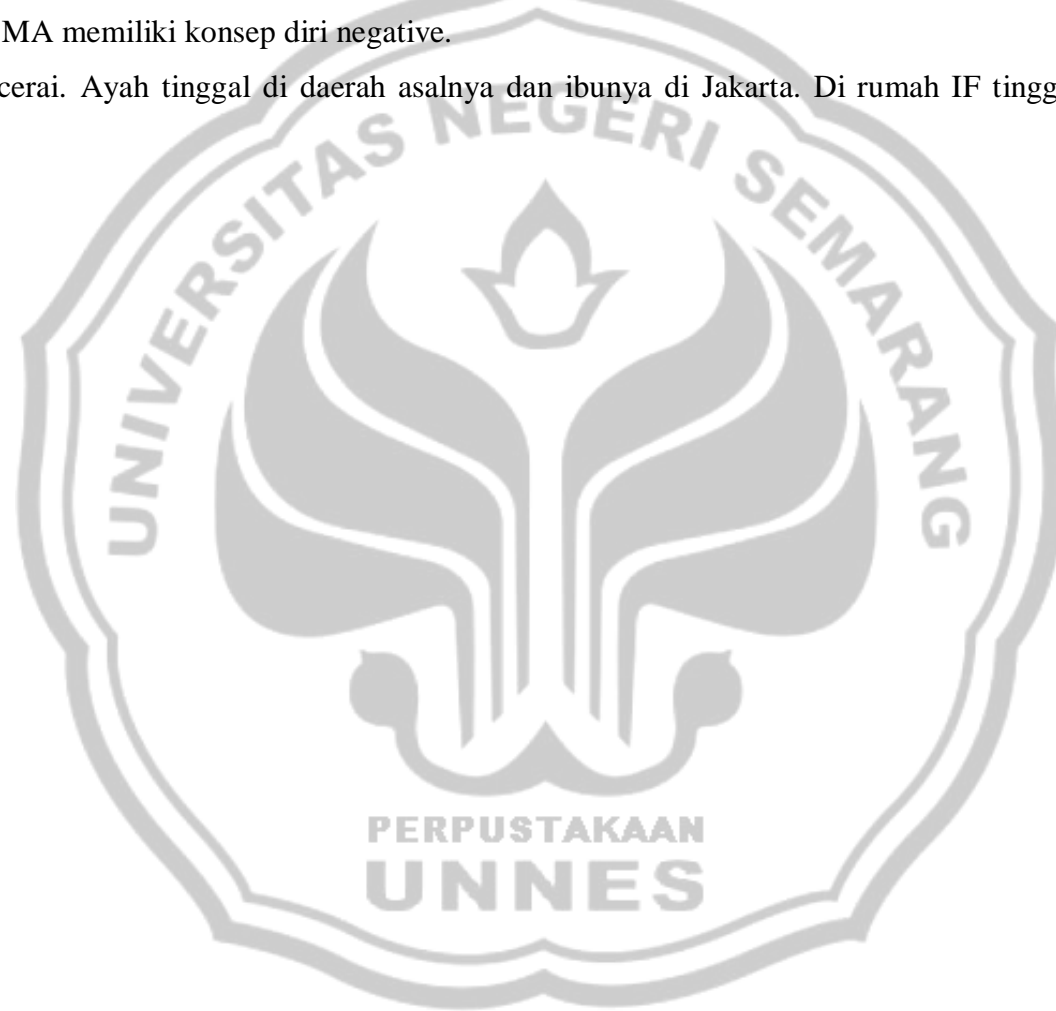 MA memiliki konsep diri negative.
cerai. Ayah tinggal di daerah asalnya dan ibunya di Jakarta. Di rumah IF tingg
UNIVERSITAS NEGERI SEMARANG
PERPUSTAKAAN
UNNES